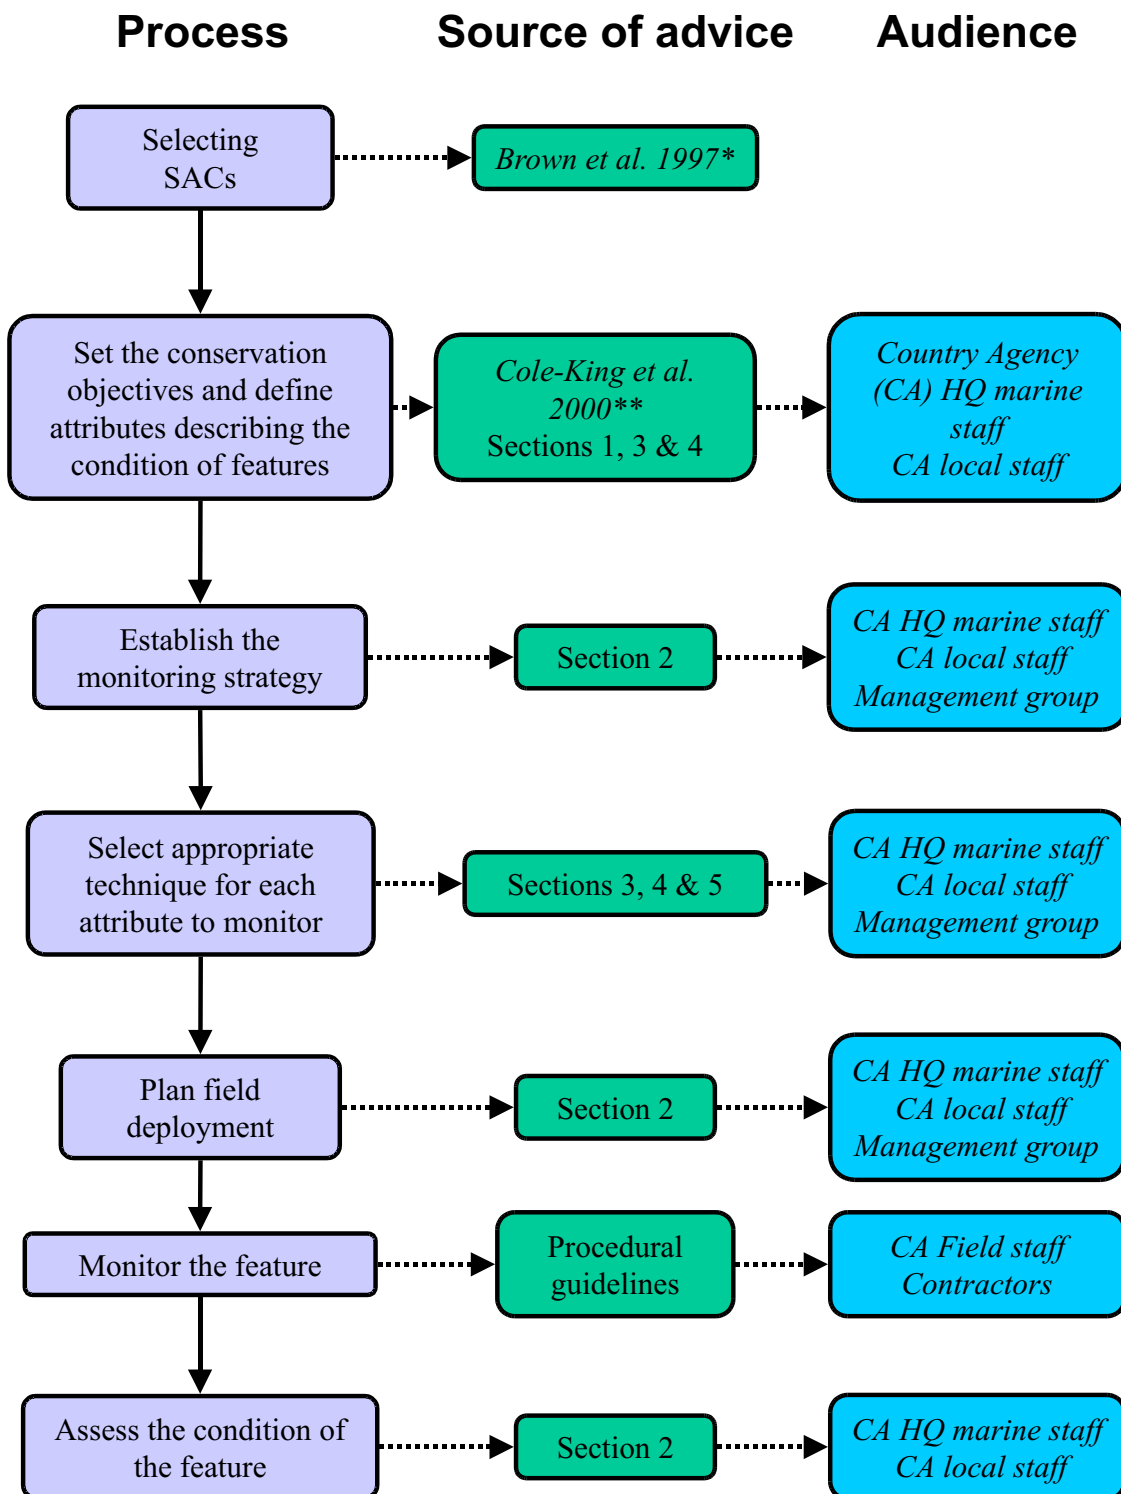 Process Source of advice Audience
Selecting
SACs
Brown et al. 1997*
Set the conservation
objectives and define
attributes describing the
condition of features
Cole-King et al.
2000**
Sections 1, 3 & 4
Country Agency
(CA) HQ marine
staff
CA local staff
Establish the
monitoring strategy
Section 2
CA HQ marine staff
CA local staff
Management group
Select appropriate
technique for each
attribute to monitor
Sections 3, 4 & 5
CA HQ marine staff
CA local staff
Management group
Plan field
deployment
Section 2
CA HQ marine staff
CA local staff
Management group
Monitor the feature
Procedural
guidelines
CA Field staff
Contractors
Assess the condition of
the feature
Section 2
CA HQ marine staff
CA local staff